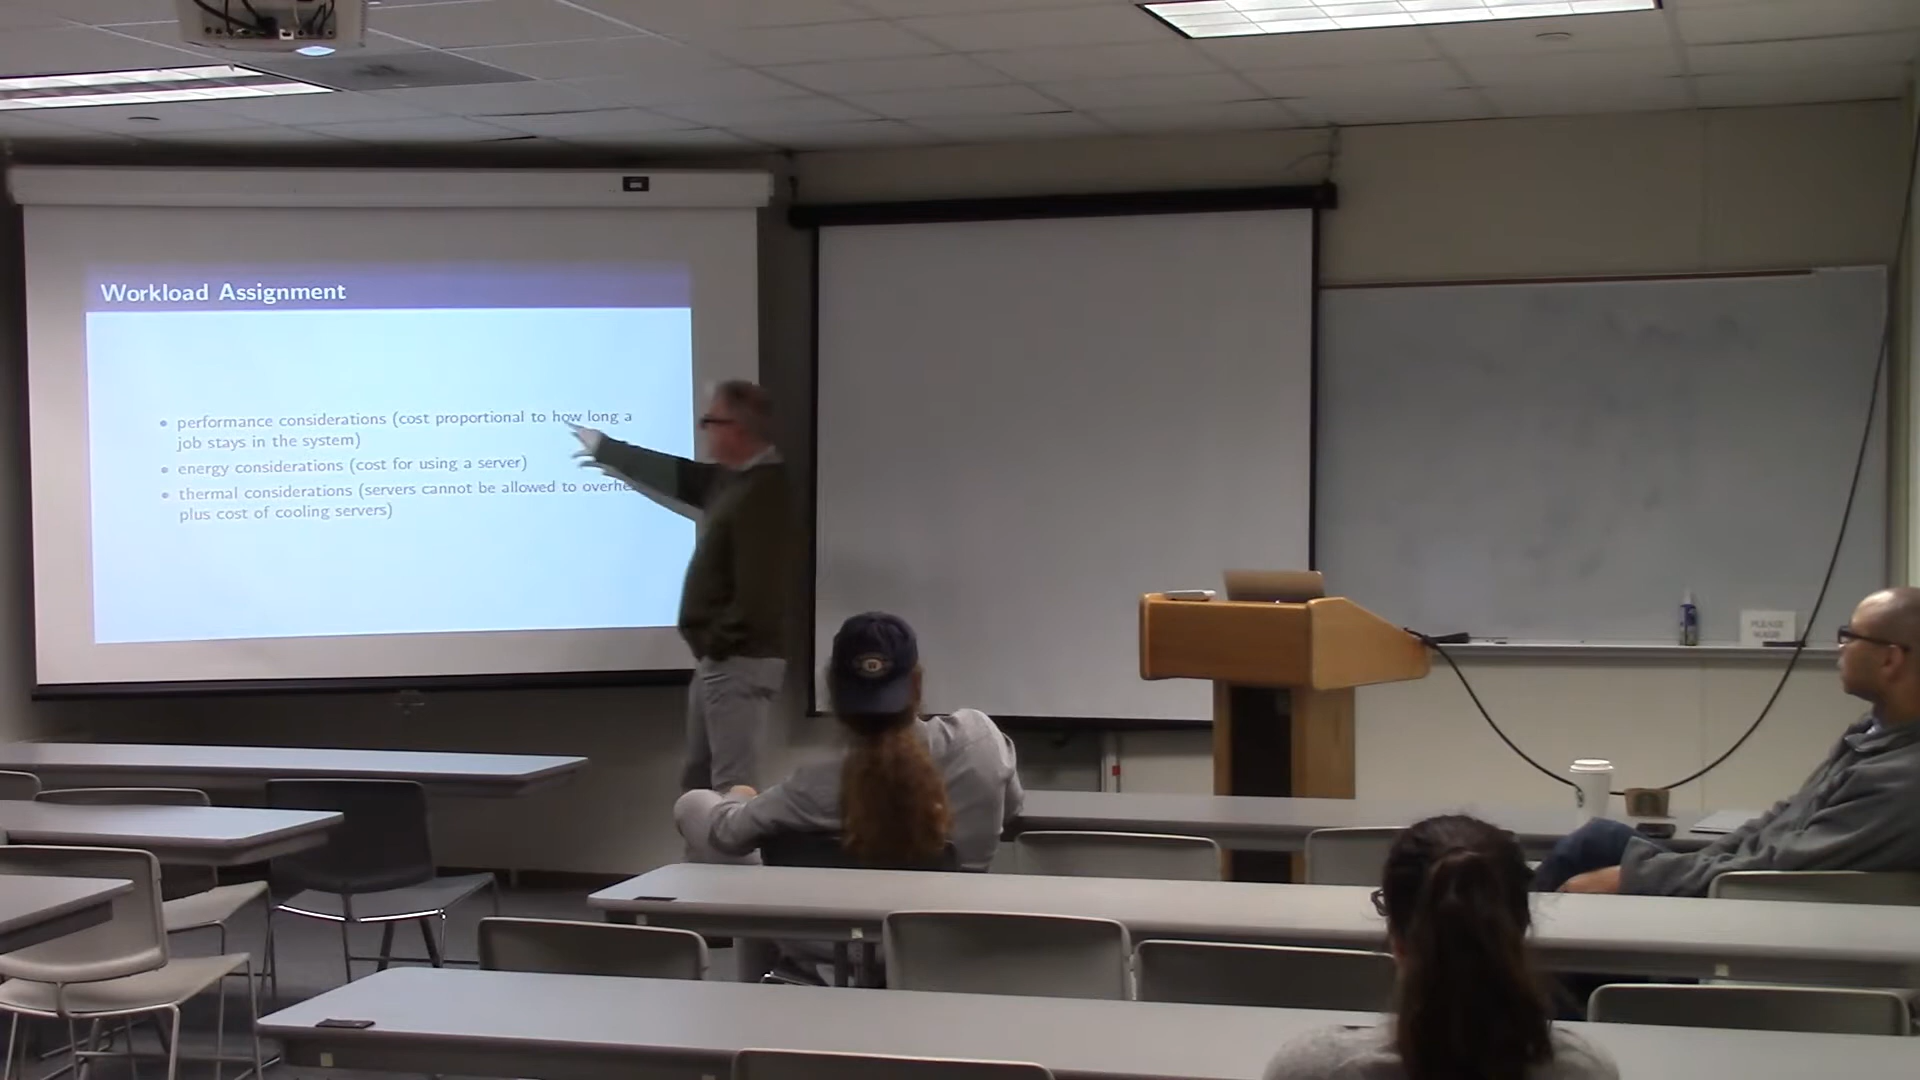 Workload Assignment
• performance considerations (cost proportional to how long a
job stays in the system)
• energy considerations (cost for using a server)
• thermal considerations (servers cannot be allowed to
plus cost of cooling servers)
PLEASE